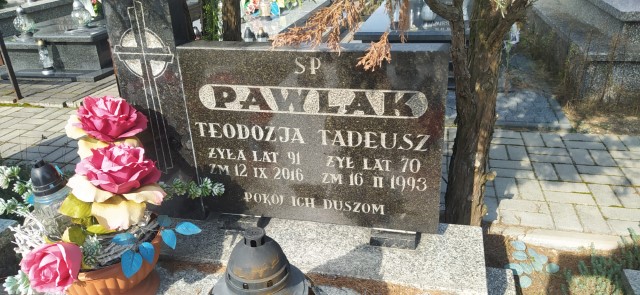 SP
PAWLAK
TEODOZJA TADEUSZ
ŻYŁA LAT 91 ŻYŁ LAT 70
ZM 12 IX 2016 ZM 16 II 1993
POKÓJ ICH DUSZOM